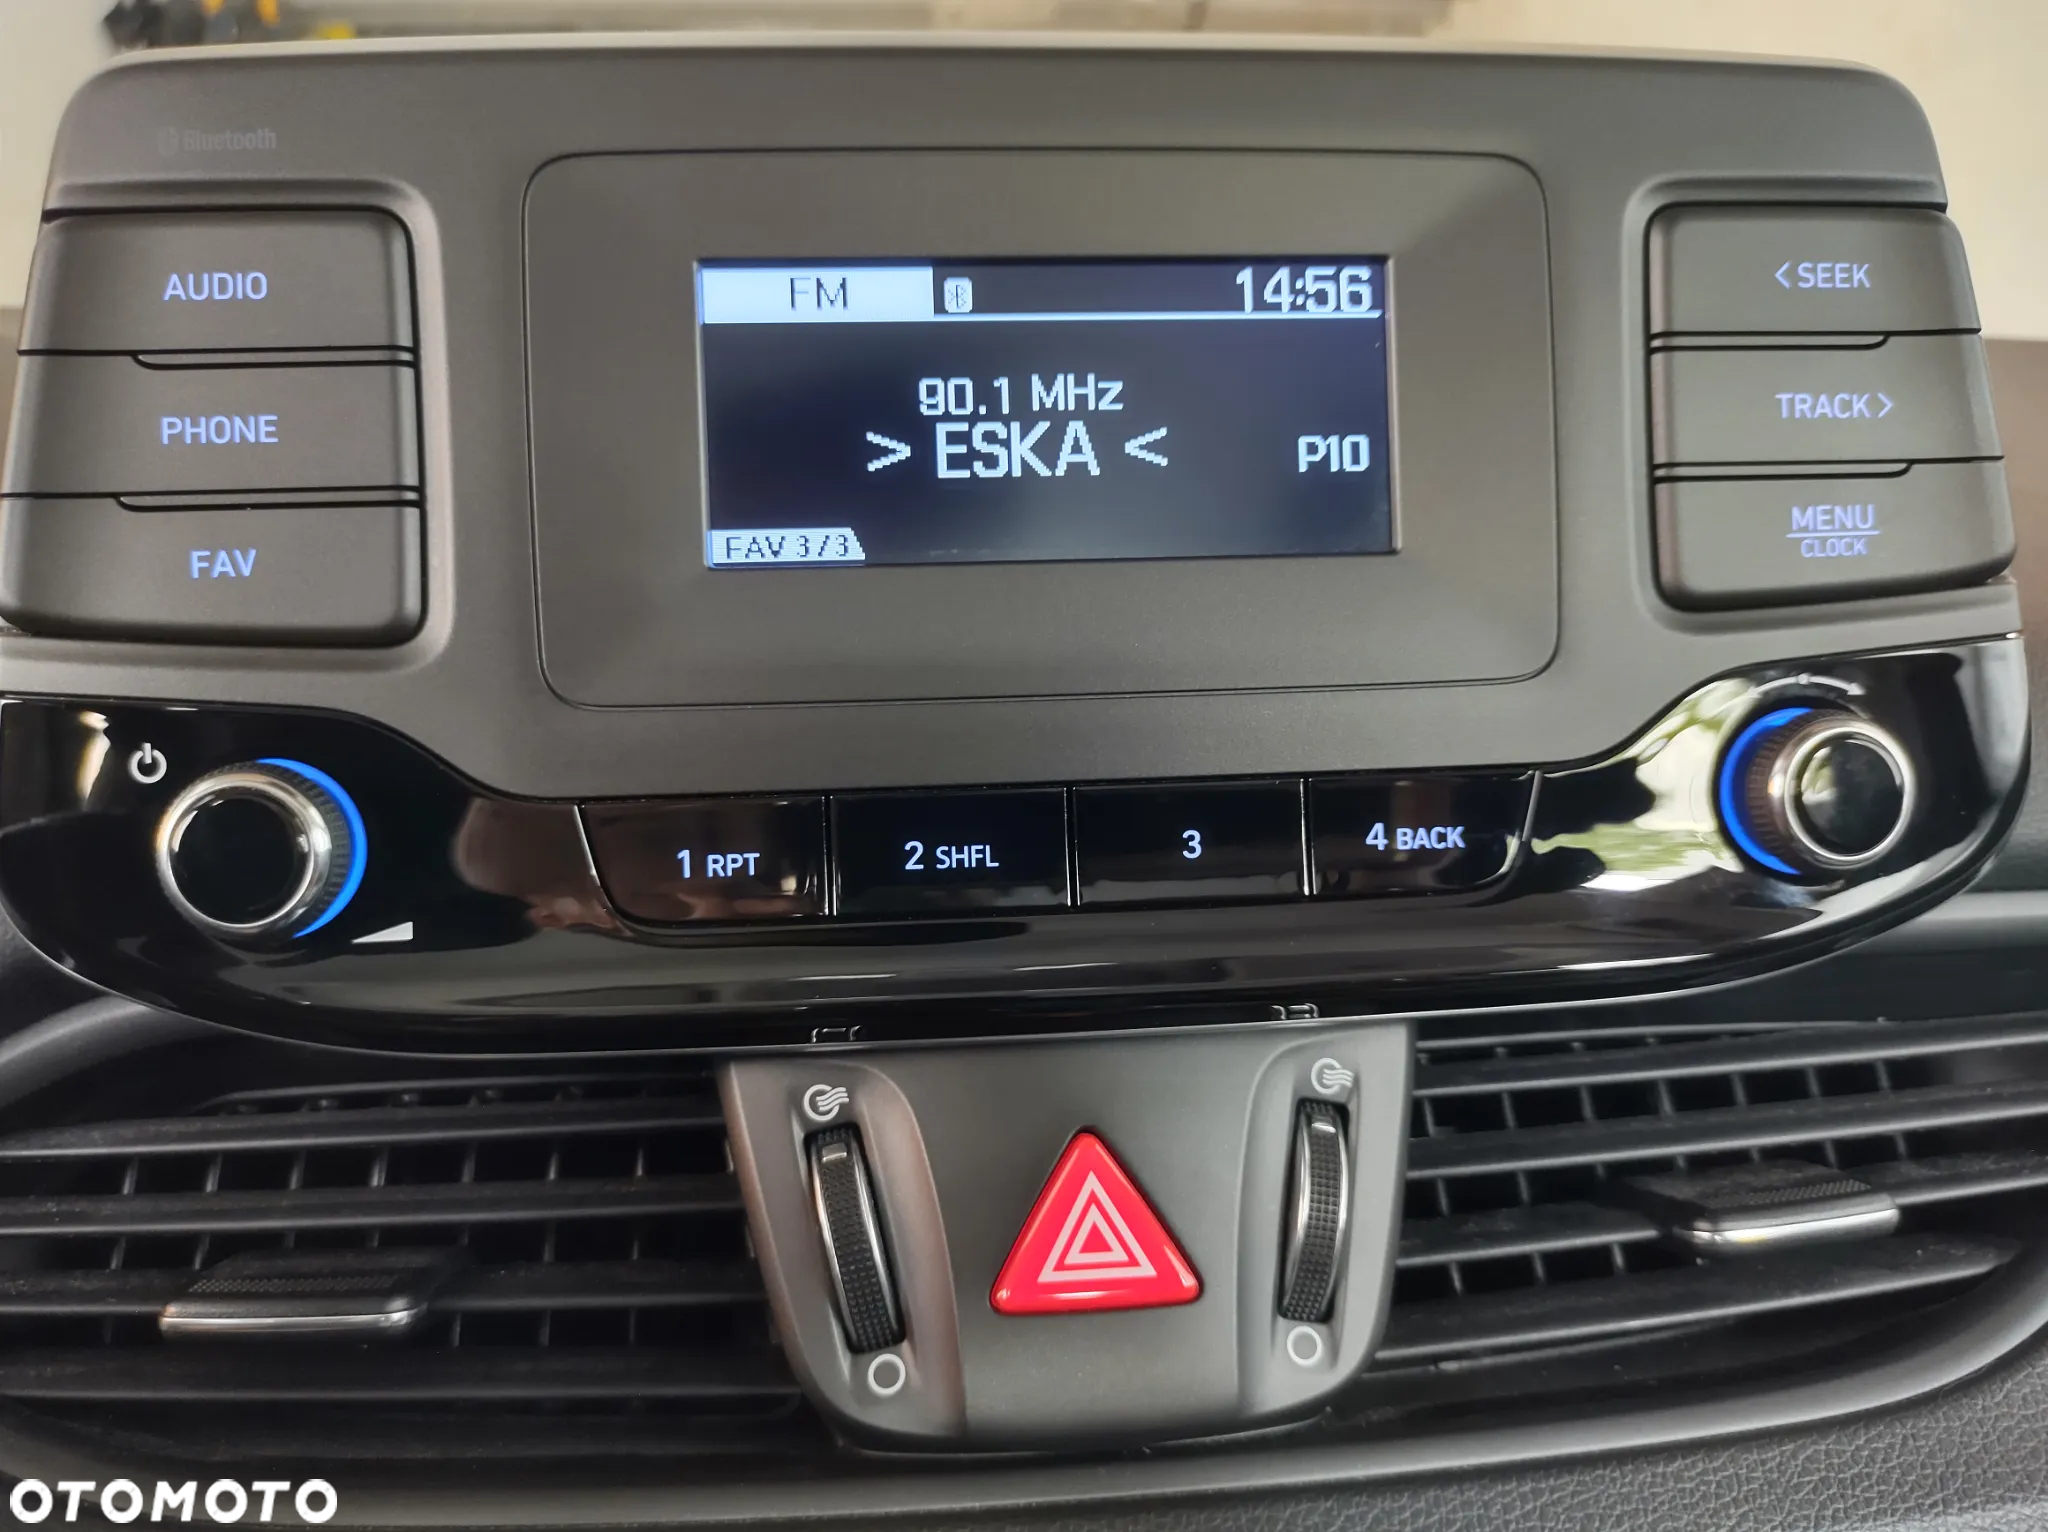 Bluetooth
AUDIO
PHONE
FAV
FM
14:56
90.1 MHz
> ESKA <
P10
FAV 3/3
< SEEK
TRACK >
MENU
CLOCK
1 RPT
2 SHFL
3
4 BACK
OTOMOTO